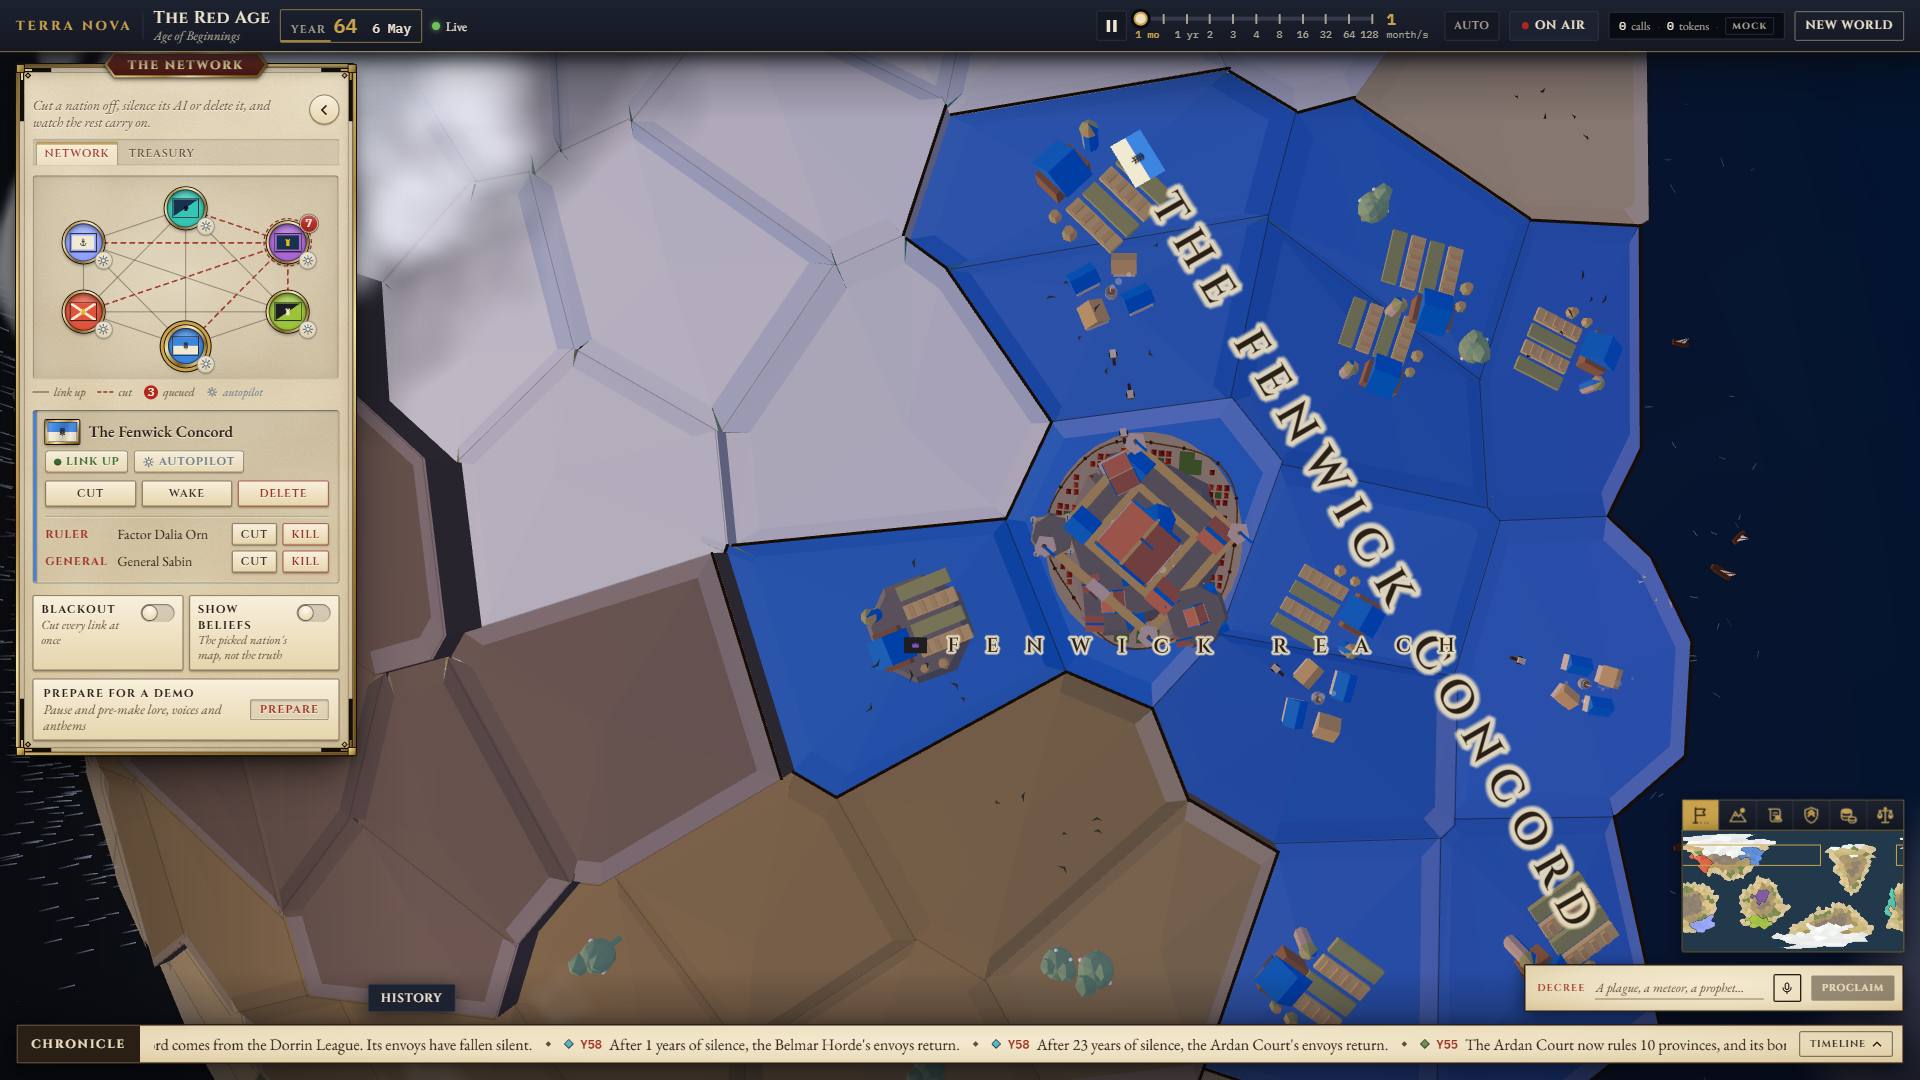 TERRA NOVA
THE RED AGE
Age of Beginnings
YEAR 64 6 May
Live
1 mo 1 yr 2 3 4 8 16 32 64 128
1 month/s
AUTO
ON AIR
0 calls · 0 tokens MOCK
NEW WORLD
THE NETWORK
Cut a nation off, silence its AI or delete it, and
watch the rest carry on.
NETWORK TREASURY
7
link up cut 3 queued autopilot
The Fenwick Concord
LINK UP AUTOPILOT
CUT WAKE DELETE
RULER Factor Dalia Orn CUT KILL
GENERAL General Sabin CUT KILL
BLACKOUT
Cut every link at
once
SHOW
BELIEFS
The picked nation's
map, not the truth
PREPARE FOR A DEMO
Pause and pre-make lore, voices and
anthems
PREPARE
THE FENWICK CONCORD
FENWICK REACH
HISTORY
DECREE A plague, a meteor, a prophet... PROCLAIM
CHRONICLE rd comes from the Dorrin League. Its envoys have fallen silent. Y58 After 1 years of silence, the Belmar Horde's envoys return. Y58 After 23 years of silence, the Ardan Court's envoys return. Y55 The Ardan Court now rules 10 provinces, and its bor TIMELINE